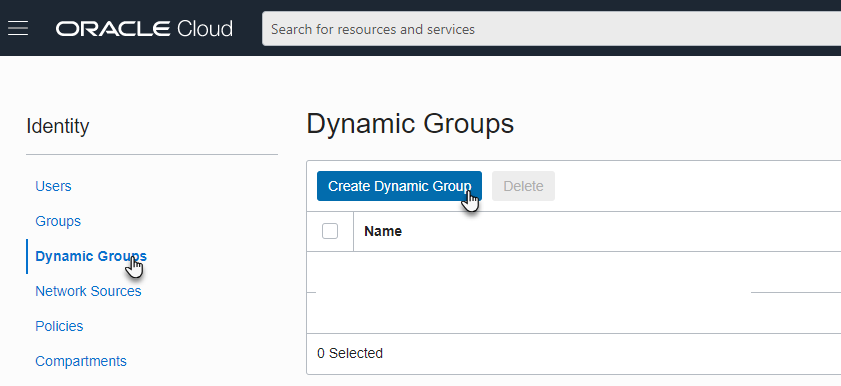 ORACLE Cloud
Search for resources and services
Identity
Users
Groups
Dynamic Groups
Network Sources
Policies
Compartments
Dynamic Groups
Create Dynamic Group
Delete
Name
0 Selected